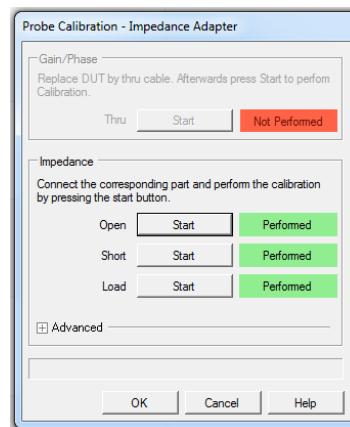 Probe Calibration - Impedance Adapter
Gain/Phase
Replace DUT by thru cable. Afterwards press Start to perfom
Calibration.
Thru Start Not Performed
Impedance
Connect the corresponding part and perform the calibration
by pressing the start button.
Open Start Performed
Short Start Performed
Load Start Performed
Advanced
OK Cancel Help